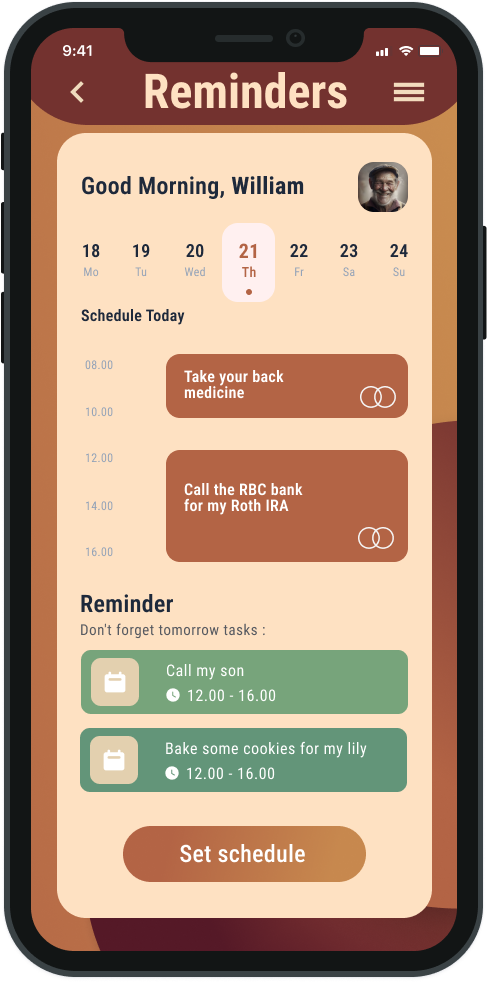 9:41
Reminders
Good Morning, William
18 19 20 21 22 23 24
Mo Tu Wed Th Fr Sa Su
Schedule Today
08.00
Take your back
medicine
10.00
12.00
Call the RBC bank
for my Roth IRA
14.00
16.00
Reminder
Don't forget tomorrow tasks :
Call my son
12.00 - 16.00
Bake some cookies for my lily
12.00 - 16.00
Set schedule